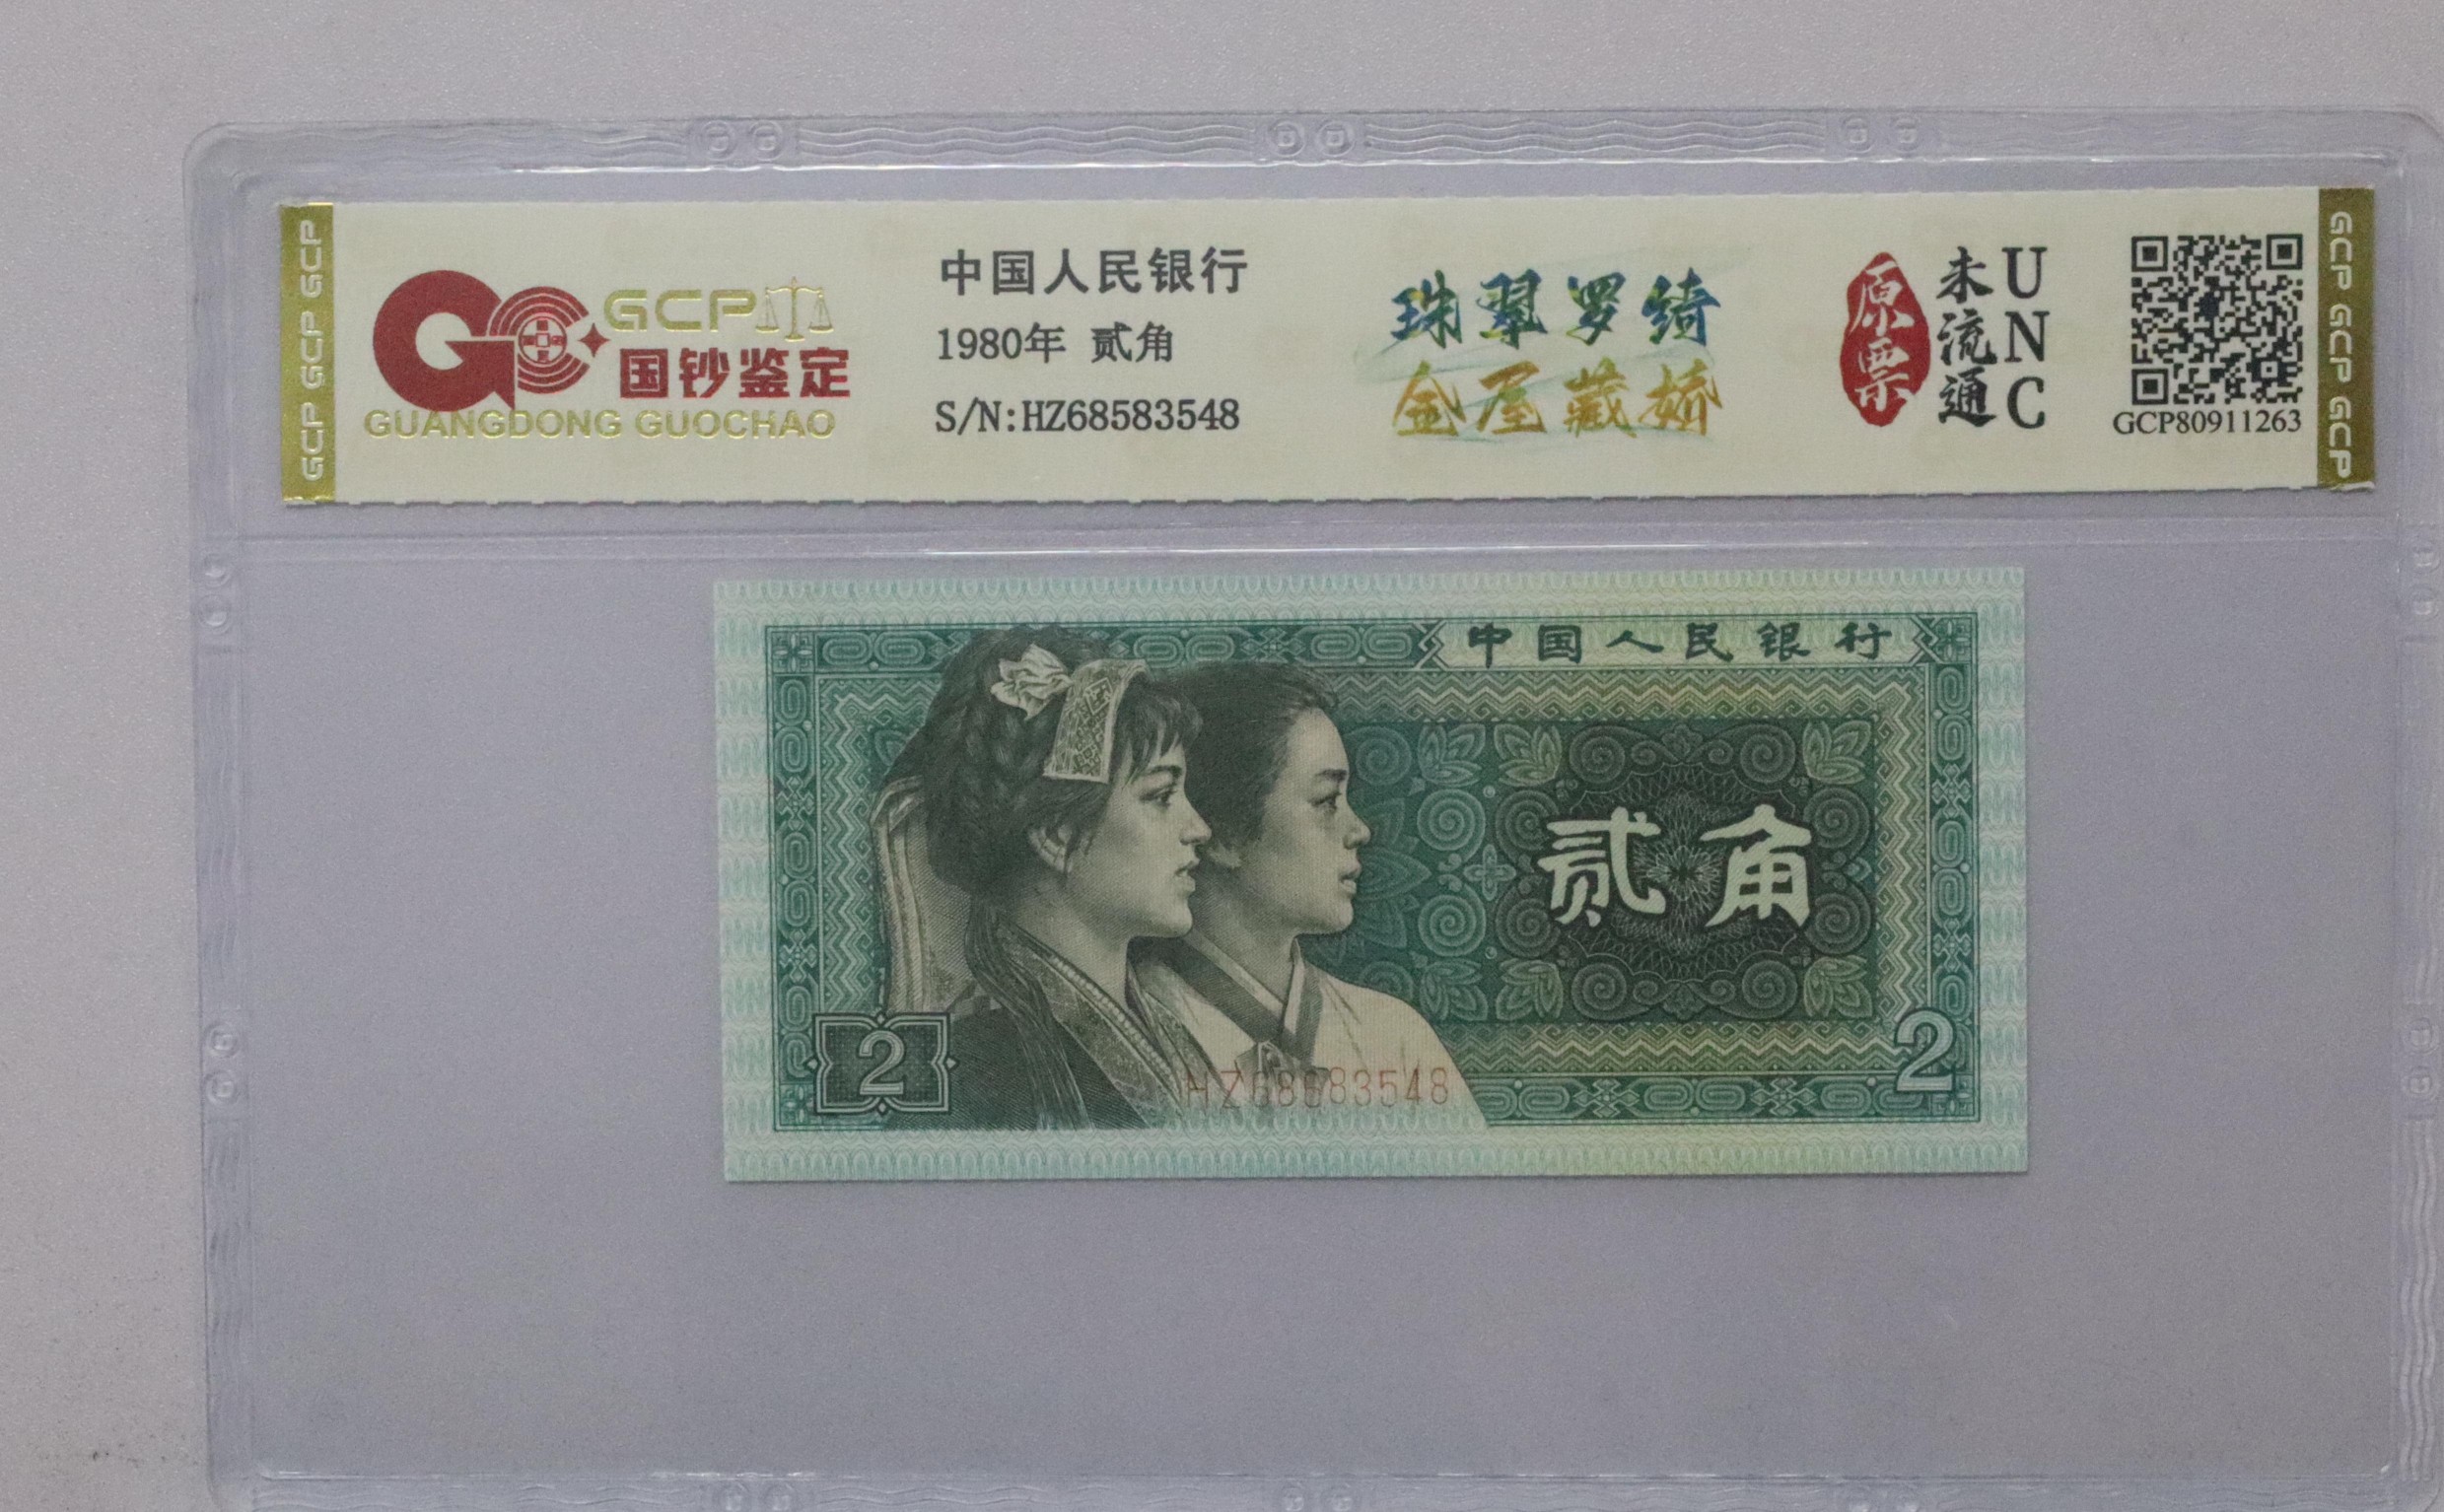 GCP GCP GCP
GC
GCP
国钞鉴定
GUANGDONG GUOCHAO
中国人民银行
1980年 贰角
S/N:HZ68583548
珠翠罗绮
金屋藏娇
原票
未流通
UNC
GCP80911263
GCP GCP GCP
中国人民银行
贰角
2
2
HZ68583548